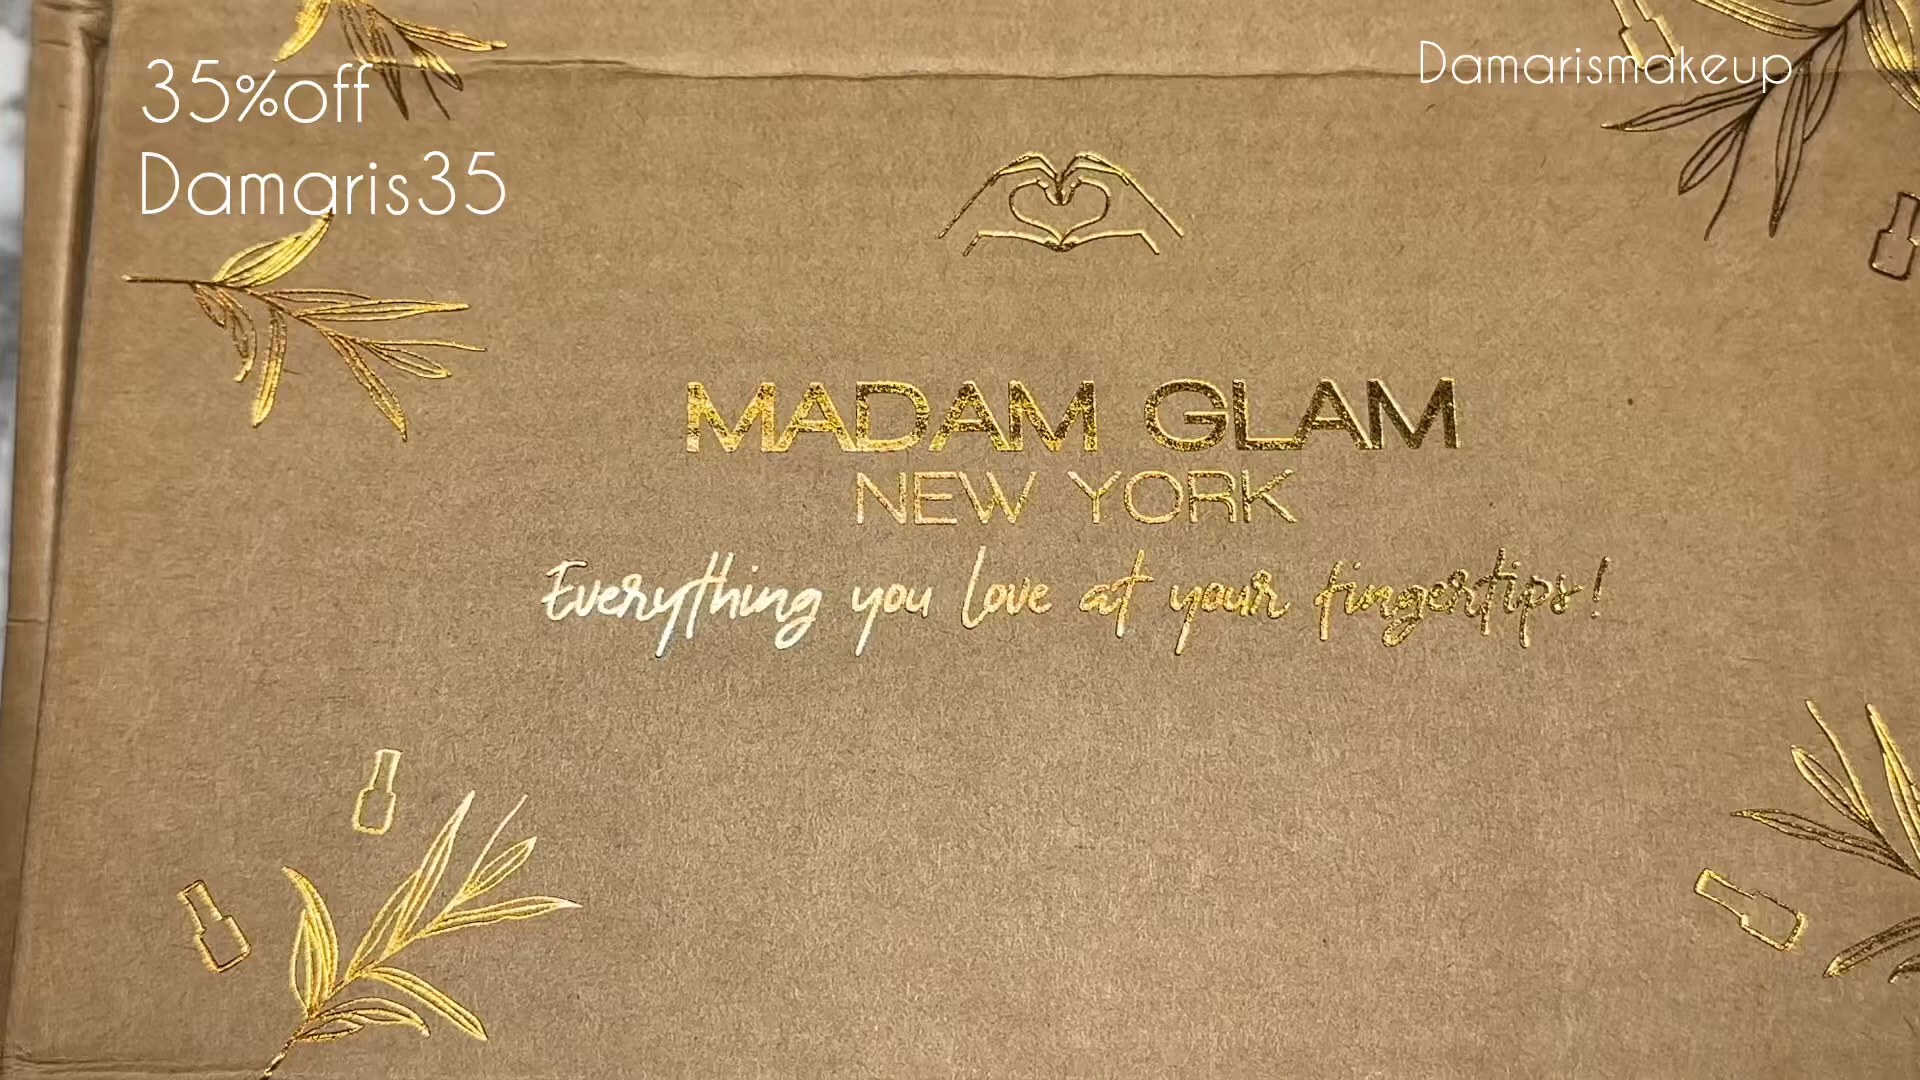 35%off
Damaris35
Damarismakeup
MADAM GLAM
NEW YORK
Everything you love at your fingertips!